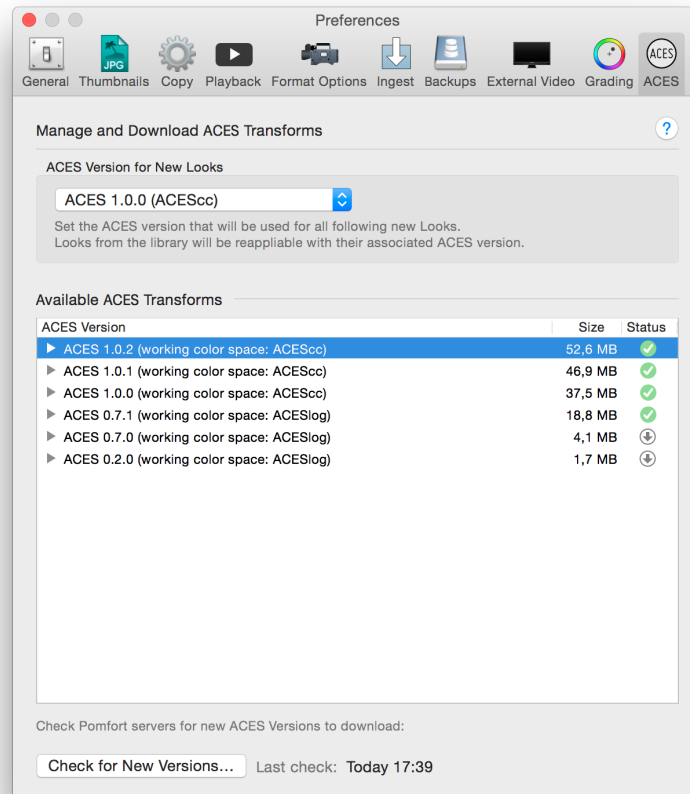 Preferences
JPG
ACES
General Thumbnails Copy Playback Format Options Ingest Backups External Video Grading ACES
Manage and Download ACES Transforms
?
ACES Version for New Looks
ACES 1.0.0 (ACEScc)
Set the ACES version that will be used for all following new Looks.
Looks from the library will be reappliable with their associated ACES version.
Available ACES Transforms
ACES Version Size Status
ACES 1.0.2 (working color space: ACEScc) 52,6 MB
ACES 1.0.1 (working color space: ACEScc) 46,9 MB
ACES 1.0.0 (working color space: ACEScc) 37,5 MB
ACES 0.7.1 (working color space: ACESlog) 18,8 MB
ACES 0.7.0 (working color space: ACESlog) 4,1 MB
ACES 0.2.0 (working color space: ACESlog) 1,7 MB
Check Pomfort servers for new ACES Versions to download:
Check for New Versions... Last check: Today 17:39